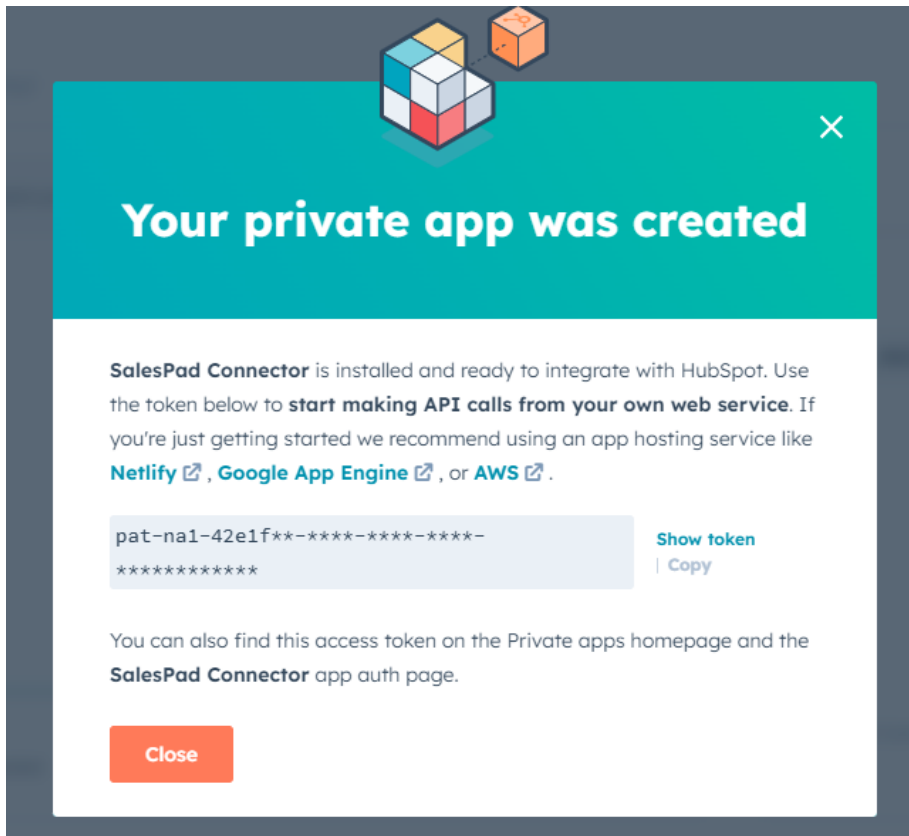 Your private app was created
SalesPad Connector is installed and ready to integrate with HubSpot. Use
the token below to start making API calls from your own web service. If
you're just getting started we recommend using an app hosting service like
Netlify , Google App Engine , or AWS .
pat-na1-42e1f**-****-****-****-
************
Show token
| Copy
You can also find this access token on the Private apps homepage and the
SalesPad Connector app auth page.
Close